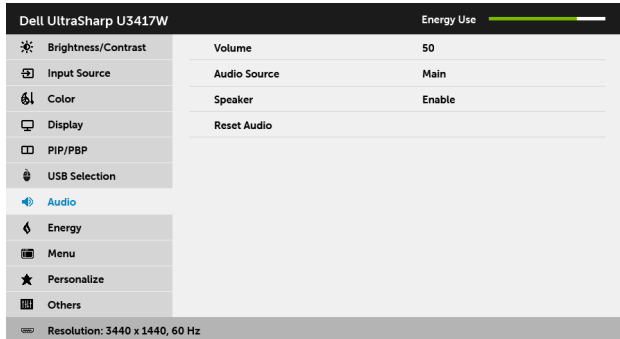 Dell UltraSharp U3417W Energy Use
Brightness/Contrast Volume 50
Input Source Audio Source Main
Color Speaker Enable
Display Reset Audio
PIP/PBP
USB Selection
Audio
Energy
Menu
Personalize
Others
Resolution: 3440 x 1440, 60 Hz